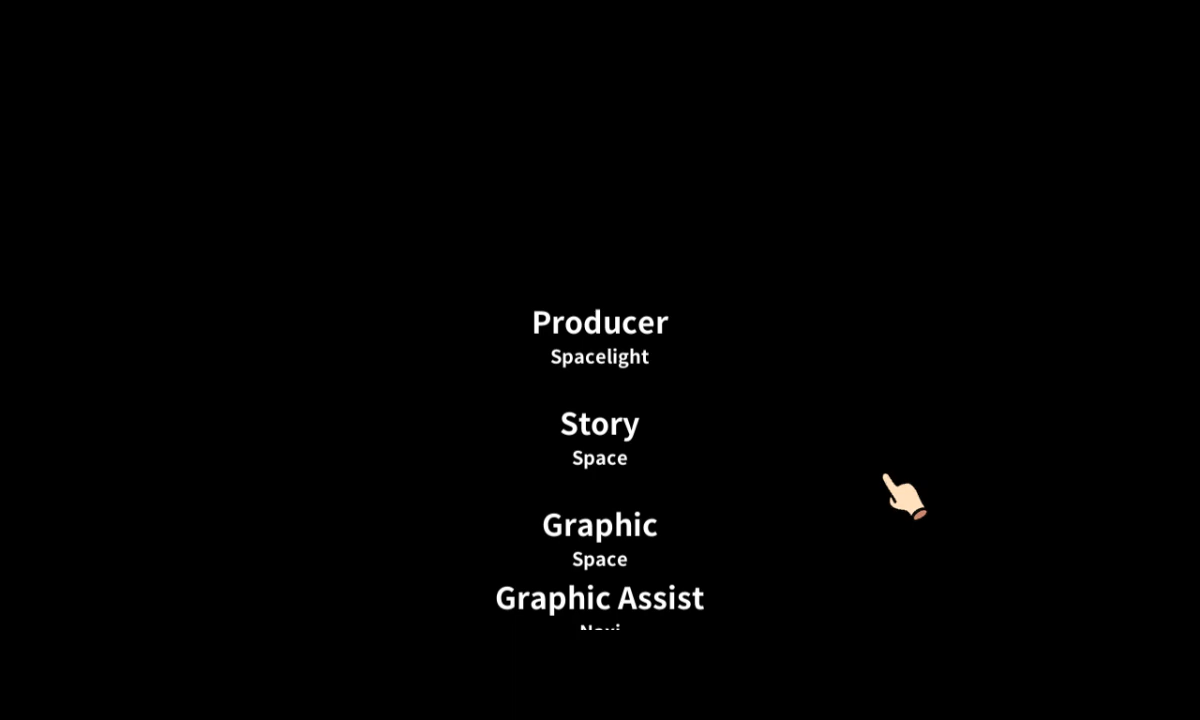 Producer
Spacelight
Story
Space
Graphic
Space
Graphic Assist